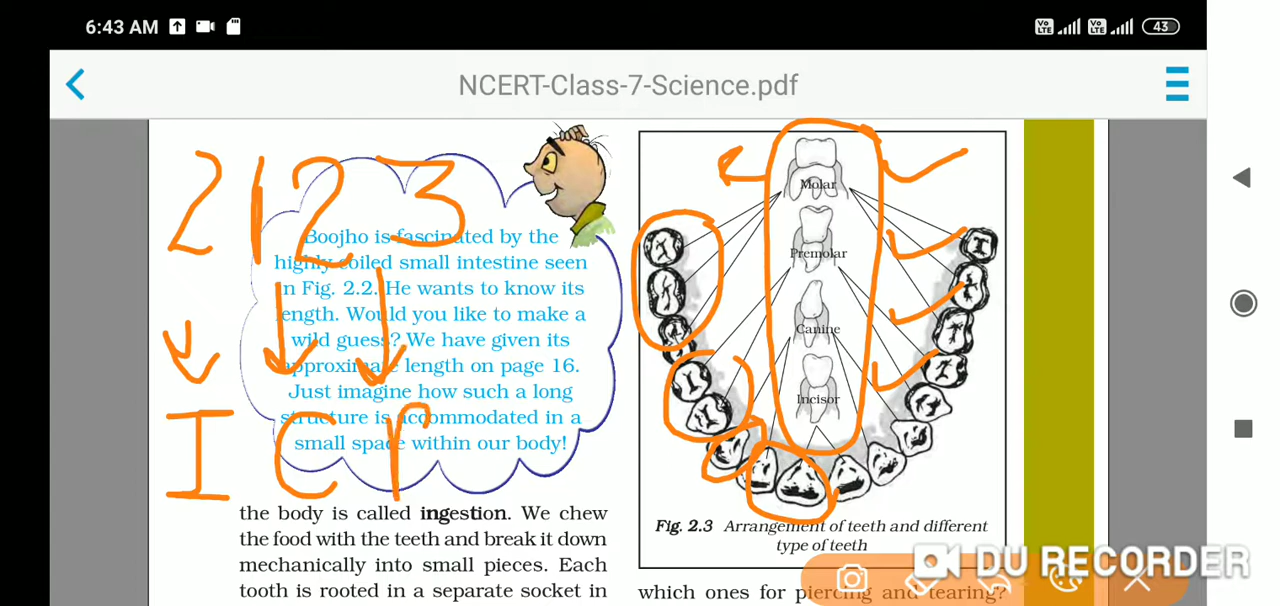 6:43 AM
Vo LTE Vo LTE 43
NCERT-Class-7-Science.pdf
2 1 2 3
I C P
Boojho is fascinated by the
highly coiled small intestine seen
in Fig. 2.2. He wants to know its
length. Would you like to make a
wild guess? We have given its
approximate length on page 16.
Just imagine how such a long
structure is accommodated in a
small space within our body!
the body is called ingestion. We chew
the food with the teeth and break it down
mechanically into small pieces. Each
tooth is rooted in a separate socket in
Molar
Premolar
Canine
Incisor
Fig. 2.3 Arrangement of teeth and different
type of teeth
which ones for piercing and tearing?
DU RECORDER